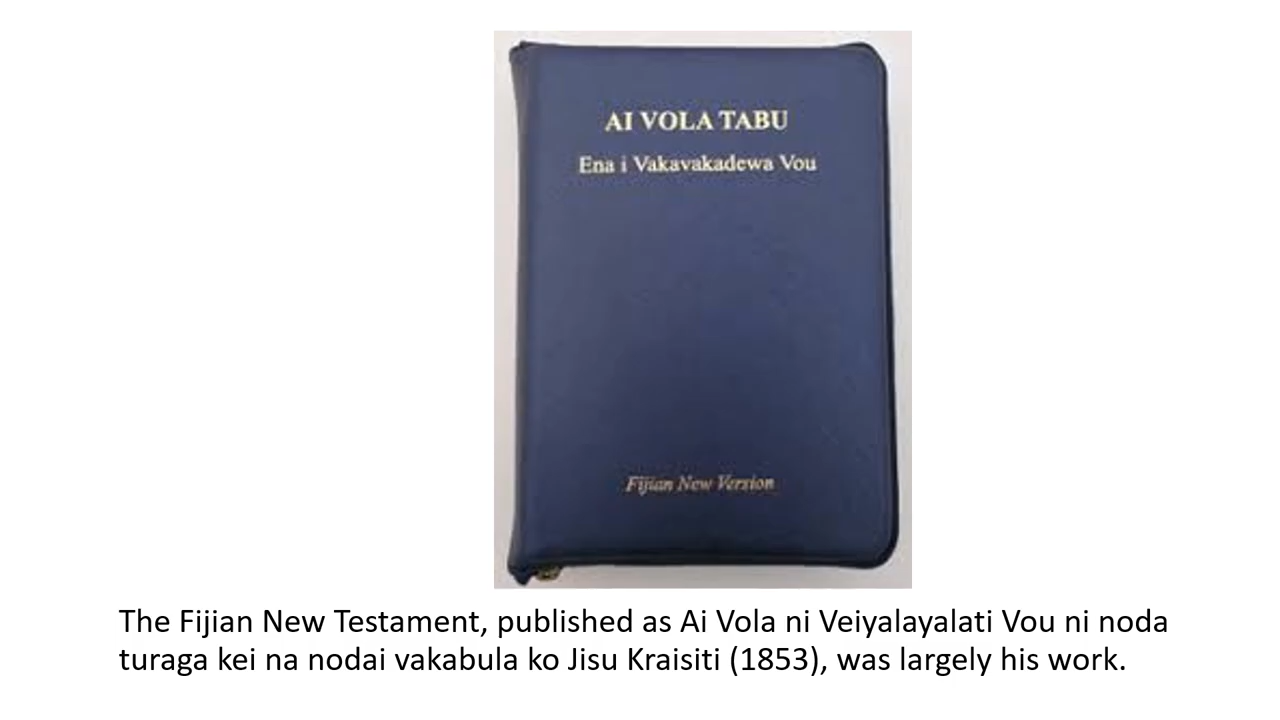 AI VOLA TABU
Ena i Vakavakadewa Vou
Fijian New Version
The Fijian New Testament, published as Ai Vola ni Veiyalayalati Vou ni noda
turaga kei na nodai vakabula ko Jisu Kraisiti (1853), was largely his work.